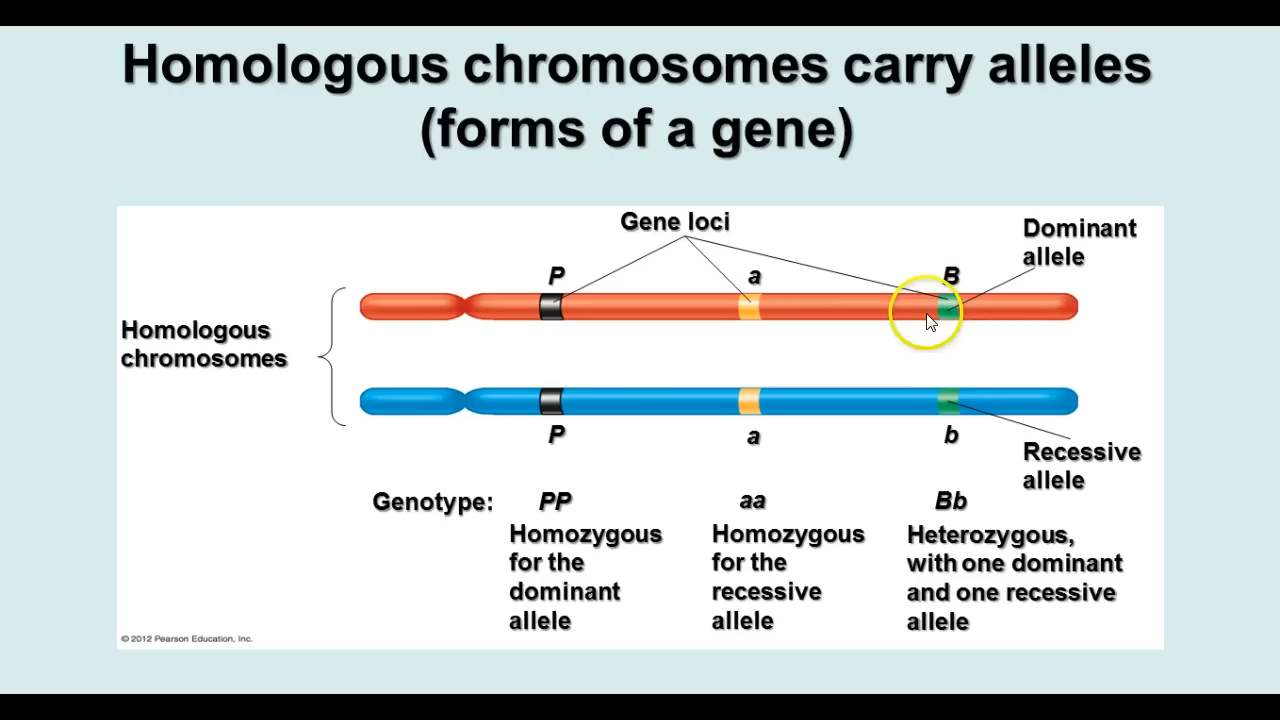 Homologous chromosomes carry alleles
(forms of a gene)
Gene loci
Dominant
allele
P
a
B
Homologous
chromosomes
P
a
b
Recessive
allele
Genotype:
PP
aa
Bb
Homozygous
for the
dominant
allele
Homozygous
for the
recessive
allele
Heterozygous,
with one dominant
and one recessive
allele
© 2012 Pearson Education, Inc.